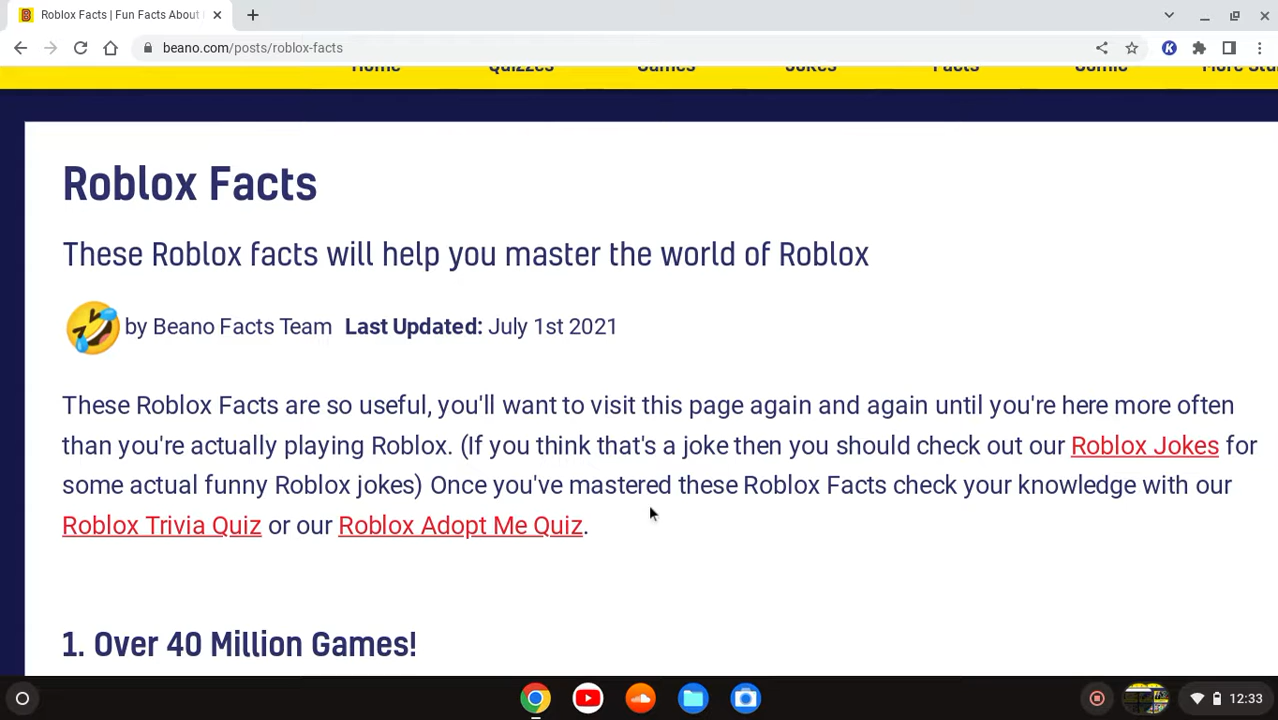 Roblox Facts | Fun Facts About
beano.com/posts/roblox-facts
Home Quizzes Games Jokes Facts Comic More Stu
Roblox Facts
These Roblox facts will help you master the world of Roblox
by Beano Facts Team Last Updated: July 1st 2021
These Roblox Facts are so useful, you'll want to visit this page again and again until you're here more often
than you're actually playing Roblox. (If you think that's a joke then you should check out our Roblox Jokes for
some actual funny Roblox jokes) Once you've mastered these Roblox Facts check your knowledge with our
Roblox Trivia Quiz or our Roblox Adopt Me Quiz.
1. Over 40 Million Games!
12:33